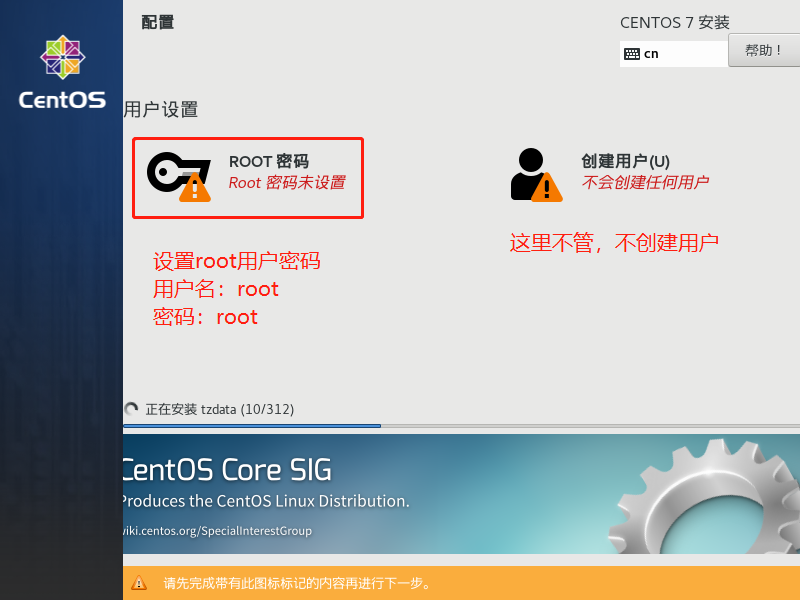 配置
CENTOS 7 安装
cn
帮助！
CentOS
用户设置
ROOT 密码
Root 密码未设置
创建用户(U)
不会创建任何用户
设置root用户密码
用户名：root
密码：root
这里不管，不创建用户
正在安装 tzdata (10/312)
CentOS Core SIG
Produces the CentOS Linux Distribution.
wiki.centos.org/SpecialInterestGroup
请先完成带有此图标标记的内容再进行下一步。